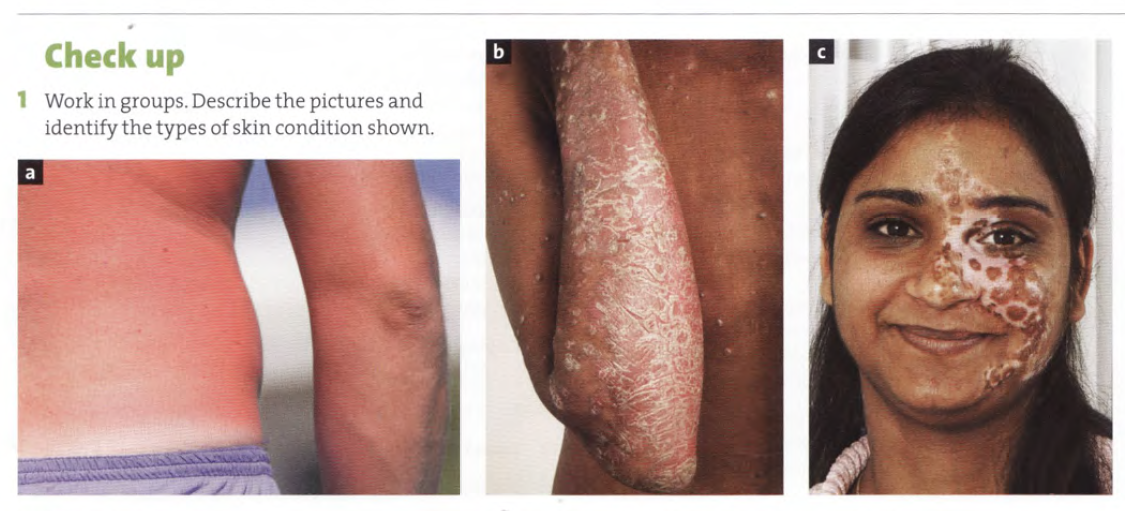 Check up
1 Work in groups. Describe the pictures and
identify the types of skin condition shown.
a
b
c